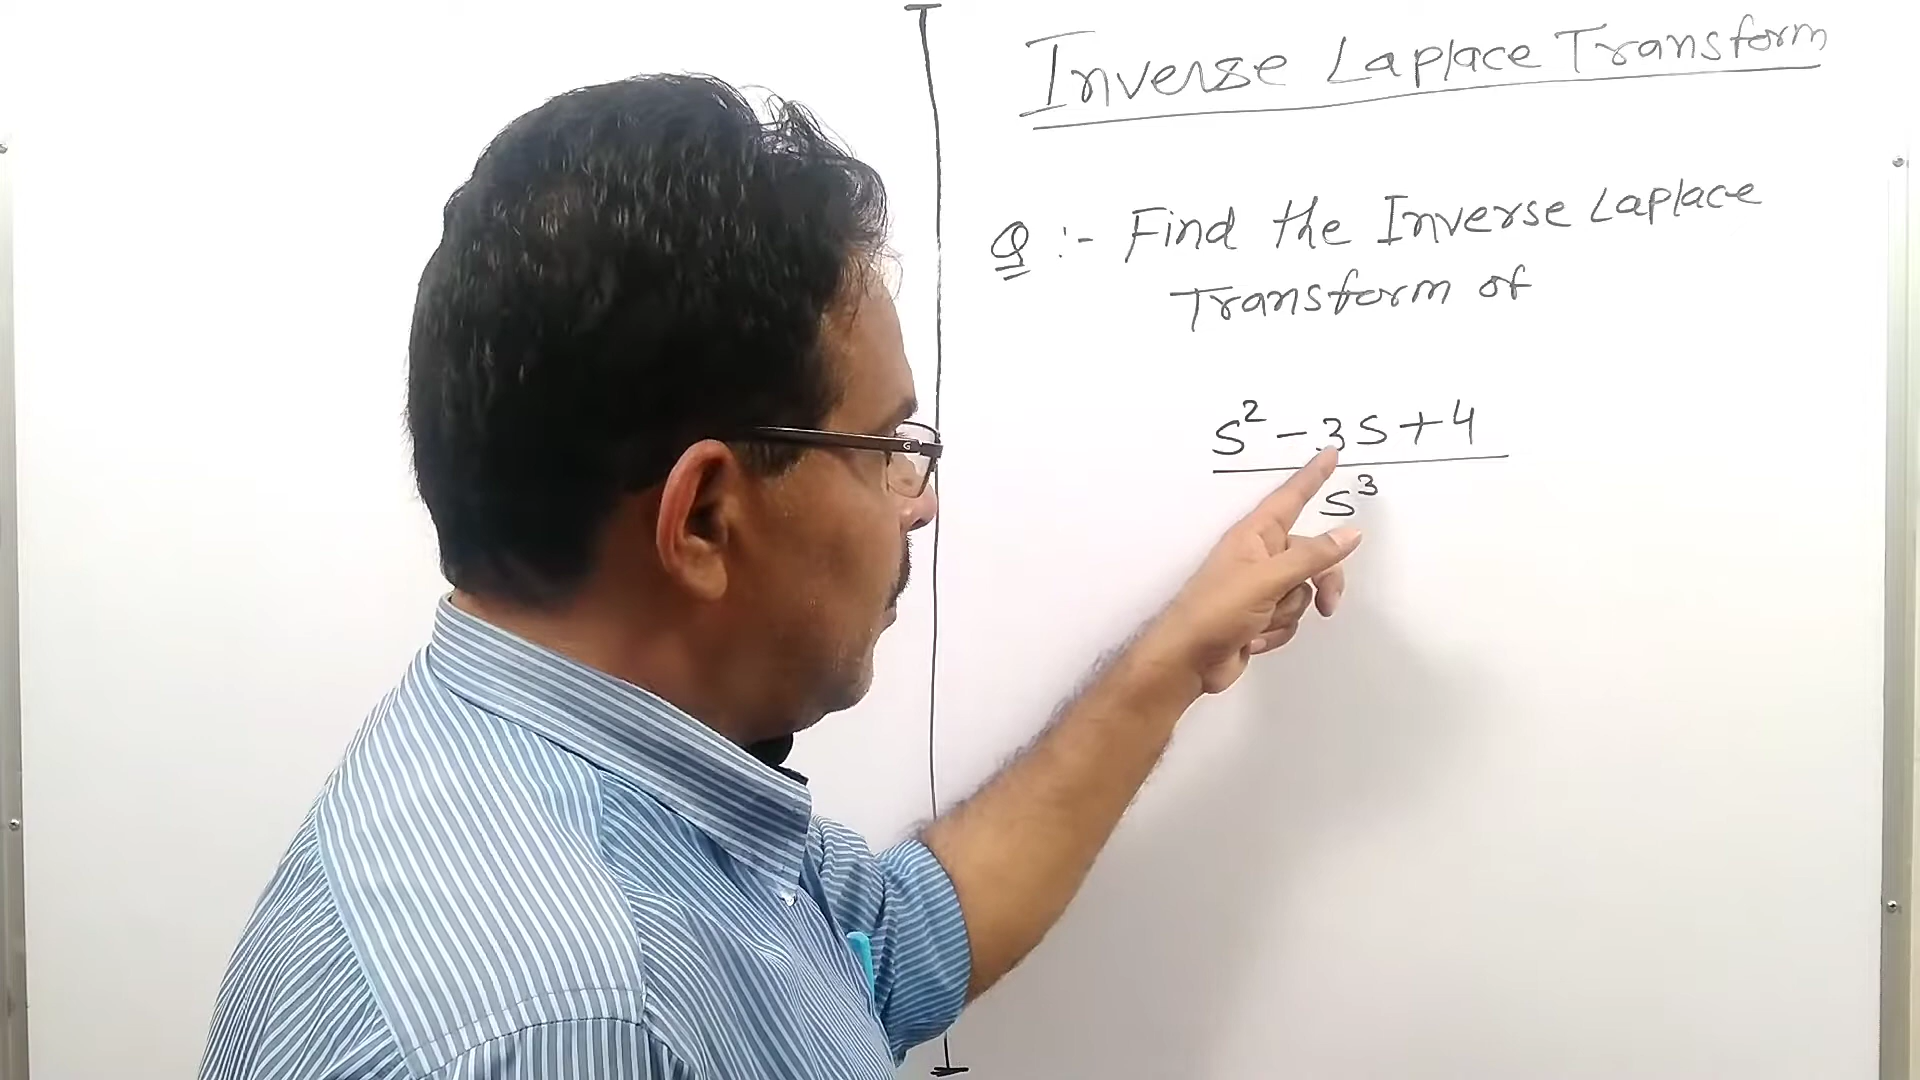 Inverse Laplace Transform
Q :- Find the Inverse Laplace
Transform of
s² - 3s + 4
s³